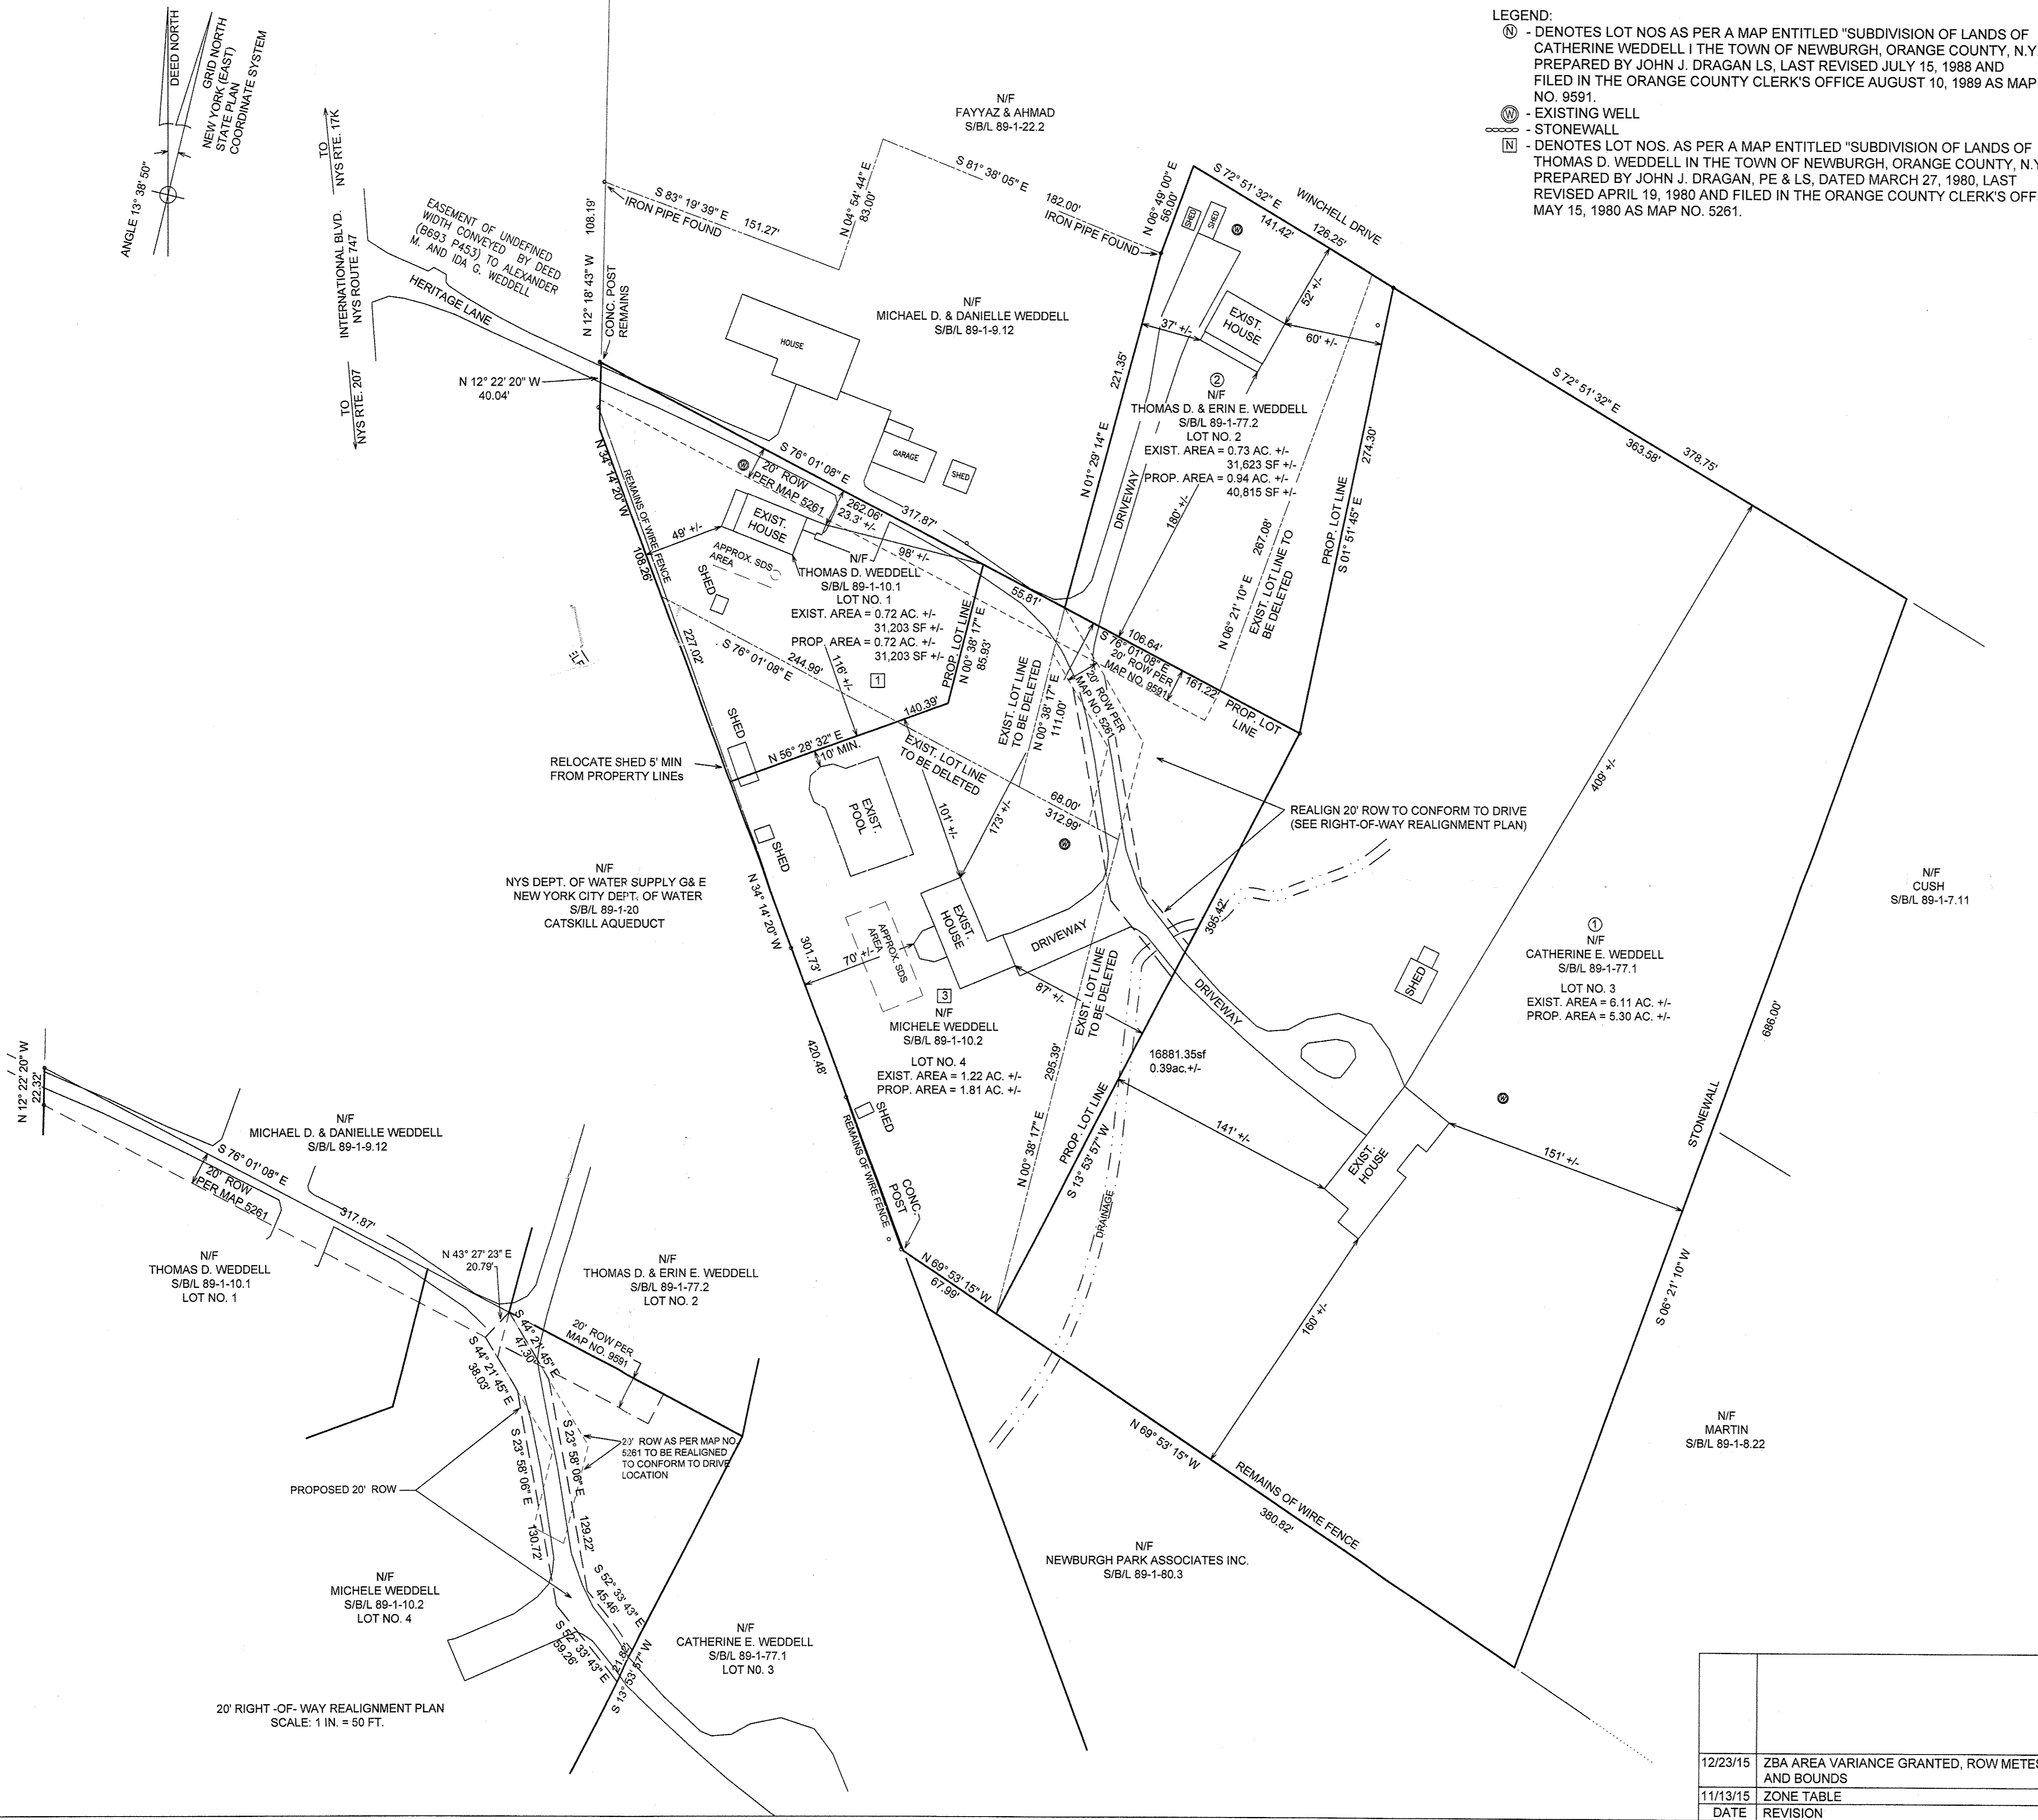 LEGEND:
Ⓝ - DENOTES LOT NOS AS PER A MAP ENTITLED "SUBDIVISION OF LANDS OF
CATHERINE WEDDELL I THE TOWN OF NEWBURGH, ORANGE COUNTY, N.Y.
PREPARED BY JOHN J. DRAGAN LS, LAST REVISED JULY 15, 1988 AND
FILED IN THE ORANGE COUNTY CLERK'S OFFICE AUGUST 10, 1989 AS MAP
NO. 9591.
Ⓦ - EXISTING WELL
- STONEWALL
N - DENOTES LOT NOS. AS PER A MAP ENTITLED "SUBDIVISION OF LANDS OF
THOMAS D. WEDDELL IN THE TOWN OF NEWBURGH, ORANGE COUNTY, N.Y
PREPARED BY JOHN J. DRAGAN, PE & LS, DATED MARCH 27, 1980, LAST
REVISED APRIL 19, 1980 AND FILED IN THE ORANGE COUNTY CLERK'S OFF
MAY 15, 1980 AS MAP NO. 5261.
DEED NORTH
GRID NORTH
NEW YORK (EAST)
STATE PLAN
COORDINATE SYSTEM
ANGLE 13° 38' 50"
TO
NYS RTE. 17K
INTERNATIONAL BLVD.
NYS ROUTE 747
TO
NYS RTE. 207
EASEMENT OF UNDEFINED
WIDTH CONVEYED BY DEED
(B693 P453) TO ALEXANDER
M. AND IDA G. WEDDELL
HERITAGE LANE
N 12° 18' 43" W 108.19'
CONC. POST
REMAINS
N 12° 22' 20" W
40.04'
S 83° 19' 39" E 151.27'
IRON PIPE FOUND
N 04° 54' 44" E
83.00'
N/F
FAYYAZ & AHMAD
S/B/L 89-1-22.2
S 81° 38' 05" E
182.00'
IRON PIPE FOUND
N 06° 49' 00" E
56.00'
S 72° 51' 32" E
141.42'
WINCHELL DRIVE
126.25'
SHED
SHED
Ⓦ
52' +/-
EXIST.
HOUSE
37' +/-
60' +/-
N/F
MICHAEL D. & DANIELLE WEDDELL
S/B/L 89-1-9.12
HOUSE
GARAGE
SHED
221.35'
N 01° 29' 14" E
②
N/F
THOMAS D. & ERIN E. WEDDELL
S/B/L 89-1-77.2
LOT NO. 2
EXIST. AREA = 0.73 AC. +/-
31,623 SF +/-
PROP. AREA = 0.94 AC. +/-
40,815 SF +/-
DRIVEWAY
180' +/-
N 06° 21' 10" E 267.08'
EXIST. LOT LINE TO
BE DELETED
PROP. LOT LINE
S 01° 51' 45" E
274.30'
S 72° 51' 32" E
363.58'
378.75'
S 76° 01' 08" E
20' ROW
PER MAP 5261
262.06'
23.3' +/-
317.87'
Ⓦ
N 34° 14' 20" W
REMAINS OF WIRE FENCE
108.26'
49' +/-
EXIST.
HOUSE
98' +/-
APPROX. SDS
AREA
SHED
N/F
THOMAS D. WEDDELL
S/B/L 89-1-10.1
LOT NO. 1
EXIST. AREA = 0.72 AC. +/-
31,203 SF +/-
PROP. AREA = 0.72 AC. +/-
31,203 SF +/-
1
PROP. LOT LINE
N 00° 38' 17" E
85.93'
55.81'
106.64'
S 76° 01' 08" E
20' ROW PER
MAP NO. 9591
161.22'
PROP. LOT
LINE
227.02'
S 76° 01' 08" E
244.99'
116' +/-
140.39'
N 56° 28' 32" E
10' MIN.
EXIST. LOT LINE
TO BE DELETED
EXIST. LOT LINE
TO BE DELETED
N 00° 38' 17" E
111.00'
20' ROW PER
MAP NO. 5261
SHED
RELOCATE SHED 5' MIN
FROM PROPERTY LINEs
EXIST.
POOL
SHED
101' +/-
173' +/-
68.00'
312.99'
Ⓦ
REALIGN 20' ROW TO CONFORM TO DRIVE
(SEE RIGHT-OF-WAY REALIGNMENT PLAN)
N/F
NYS DEPT. OF WATER SUPPLY G& E
NEW YORK CITY DEPT. OF WATER
S/B/L 89-1-20
CATSKILL AQUEDUCT
N 34° 14' 20" W
301.73'
70' +/-
APPROX. SDS
AREA
EXIST.
HOUSE
DRIVEWAY
87' +/-
3
N/F
MICHELE WEDDELL
S/B/L 89-1-10.2
LOT NO. 4
EXIST. AREA = 1.22 AC. +/-
PROP. AREA = 1.81 AC. +/-
EXIST. LOT LINE
TO BE DELETED
295.39'
N 00° 38' 17" E
395.42'
DRIVEWAY
16881.35sf
0.39ac.+/-
PROP. LOT LINE
S 13° 53' 57" W
DRAINAGE
141' +/-
420.48'
SHED
REMAINS OF WIRE FENCE
CONC.
POST
N 69° 53' 15" W
67.99'
409' +/-
SHED
①
N/F
CATHERINE E. WEDDELL
S/B/L 89-1-77.1
LOT NO. 3
EXIST. AREA = 6.11 AC. +/-
PROP. AREA = 5.30 AC. +/-
Ⓦ
EXIST.
HOUSE
151' +/-
160' +/-
686.00'
STONEWALL
S 06° 21' 10" W
N/F
CUSH
S/B/L 89-1-7.11
N/F
MARTIN
S/B/L 89-1-8.22
N 69° 53' 15" W
REMAINS OF WIRE FENCE
380.82'
N/F
NEWBURGH PARK ASSOCIATES INC.
S/B/L 89-1-80.3
N 12° 22' 20" W
22.32'
N/F
MICHAEL D. & DANIELLE WEDDELL
S/B/L 89-1-9.12
S 76° 01' 08" E
20' ROW
PER MAP 5261
317.87'
N/F
THOMAS D. WEDDELL
S/B/L 89-1-10.1
LOT NO. 1
N 43° 27' 23" E
20.79'
N/F
THOMAS D. & ERIN E. WEDDELL
S/B/L 89-1-77.2
LOT NO. 2
S 44° 21' 45" E
47.30'
20' ROW PER
MAP NO. 9591
S 44° 21' 45" E
38.03'
S 23° 58' 06" E
130.72'
S 23° 58' 06" E
129.22'
20' ROW AS PER MAP NO.
5261 TO BE REALIGNED
TO CONFORM TO DRIVE
LOCATION
PROPOSED 20' ROW
S 52° 33' 43" E
45.46'
S 52° 33' 43" E
59.26'
21.82'
S 13° 53' 57" W
N/F
MICHELE WEDDELL
S/B/L 89-1-10.2
LOT NO. 4
N/F
CATHERINE E. WEDDELL
S/B/L 89-1-77.1
LOT N0. 3
20' RIGHT -OF- WAY REALIGNMENT PLAN
SCALE: 1 IN. = 50 FT.
12/23/15 ZBA AREA VARIANCE GRANTED, ROW METES
AND BOUNDS
11/13/15 ZONE TABLE
DATE REVISION